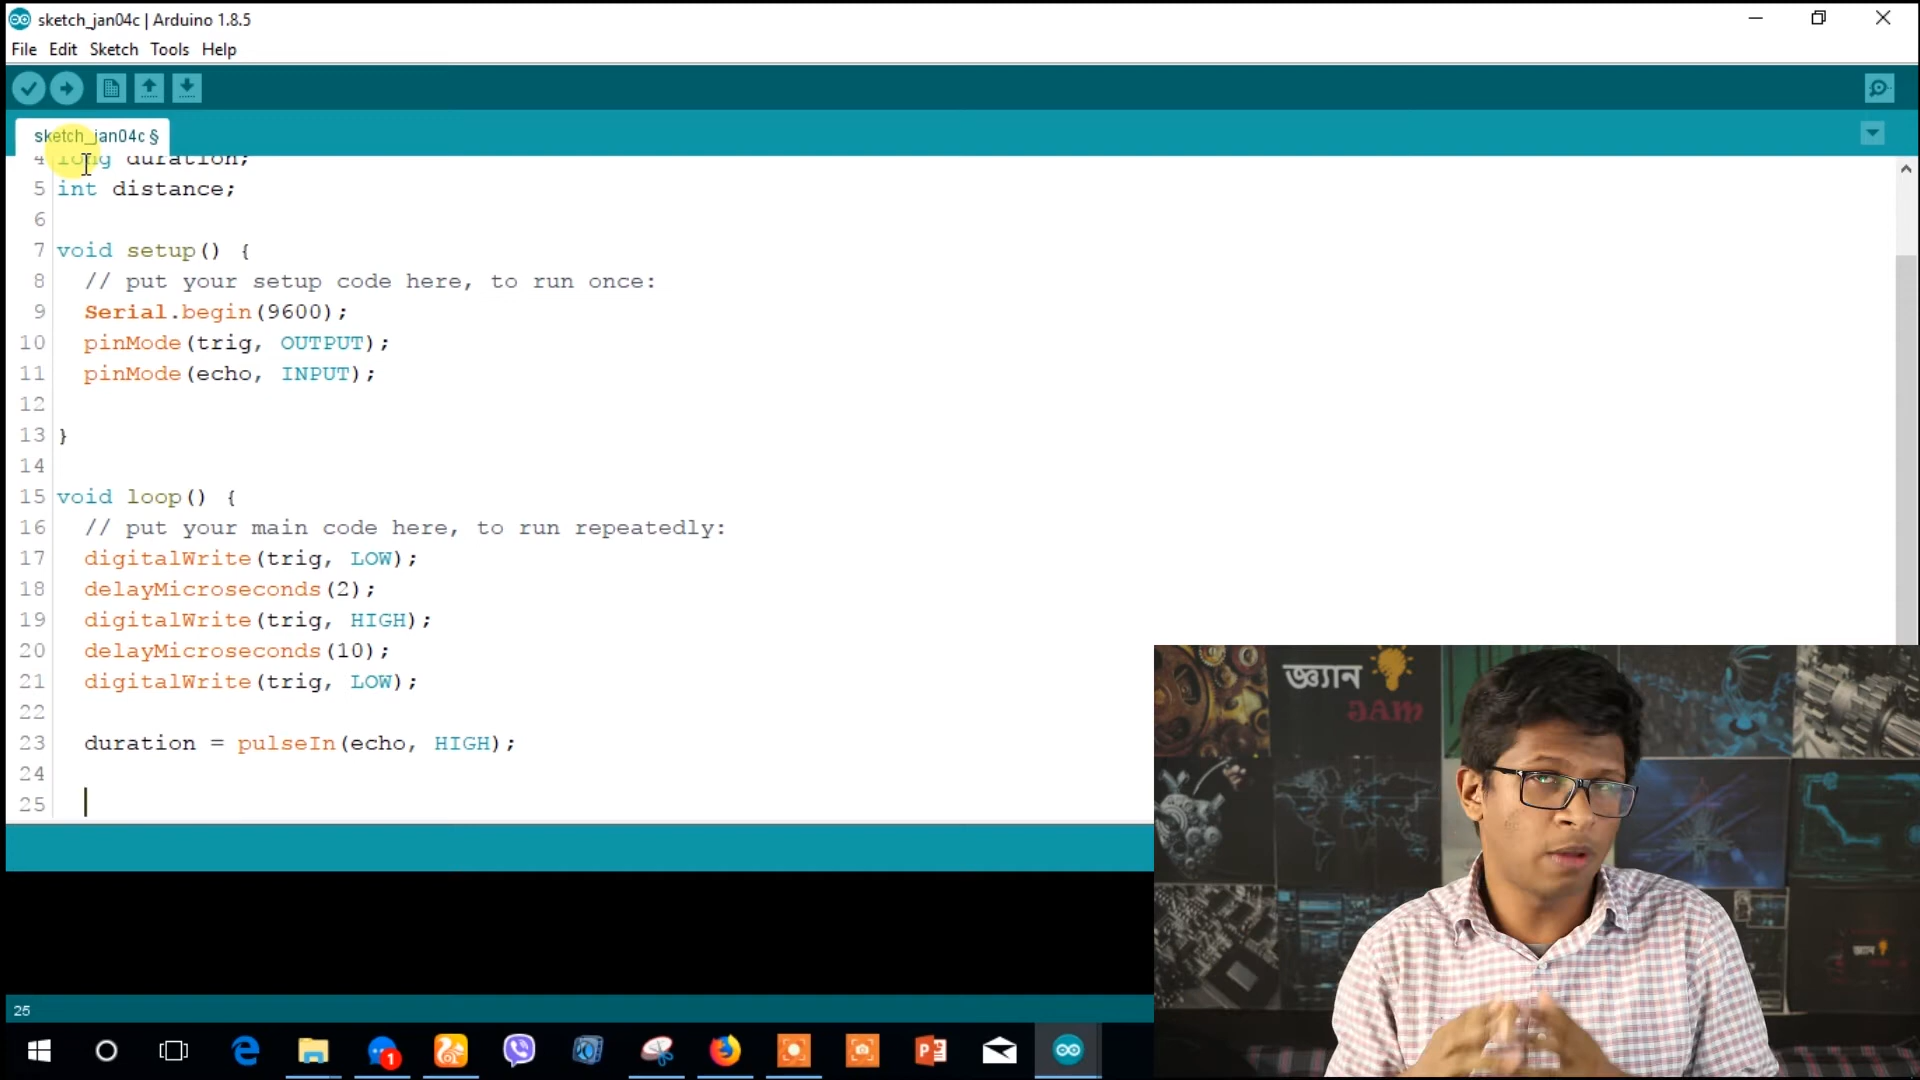 sketch_jan04c | Arduino 1.8.5
File Edit Sketch Tools Help
sketch_jan04c §
4 long duration;
5 int distance;
6
7 void setup() {
8 // put your setup code here, to run once:
9 Serial.begin(9600);
10 pinMode(trig, OUTPUT);
11 pinMode(echo, INPUT);
12
13 }
14
15 void loop() {
16 // put your main code here, to run repeatedly:
17 digitalWrite(trig, LOW);
18 delayMicroseconds(2);
19 digitalWrite(trig, HIGH);
20 delayMicroseconds(10);
21 digitalWrite(trig, LOW);
22
23 duration = pulseIn(echo, HIGH);
24
25
জ্ঞ্যান
JAM
25
1